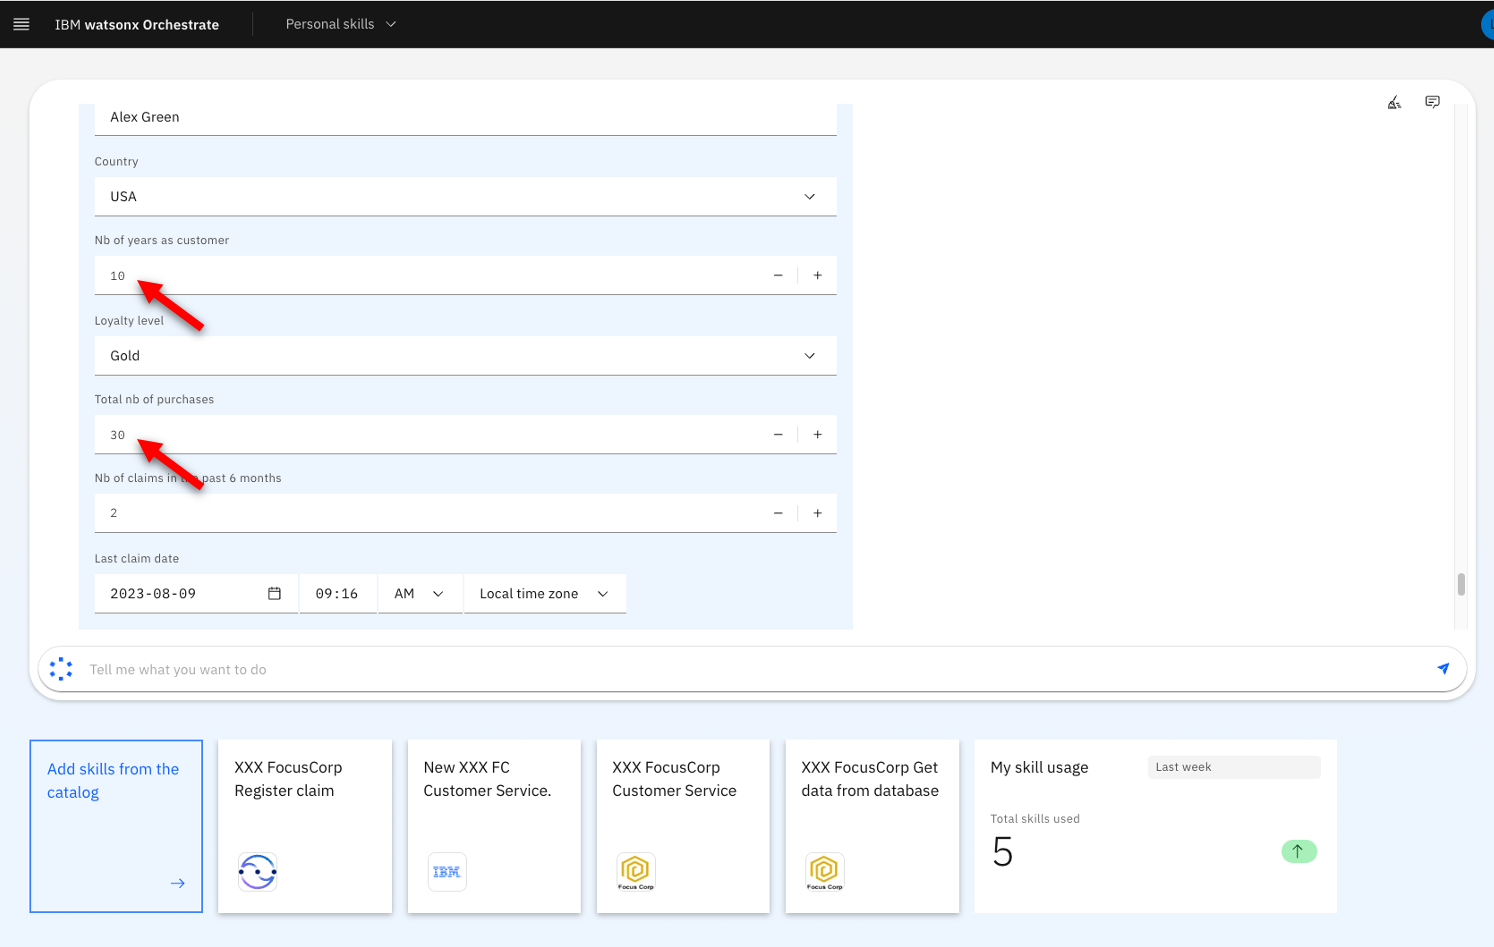 IBM watsonx Orchestrate
Personal skills
Alex Green
Country
USA
Nb of years as customer
10
Loyalty level
Gold
Total nb of purchases
30
Nb of claims in past 6 months
2
Last claim date
2023-08-09 09:16 AM Local time zone
Tell me what you want to do
Add skills from the
catalog
XXX FocusCorp
Register claim
New XXX FC
Customer Service.
IBM
XXX FocusCorp
Customer Service
Focus Corp
XXX FocusCorp Get
data from database
Focus Corp
My skill usage
Last week
Total skills used
5